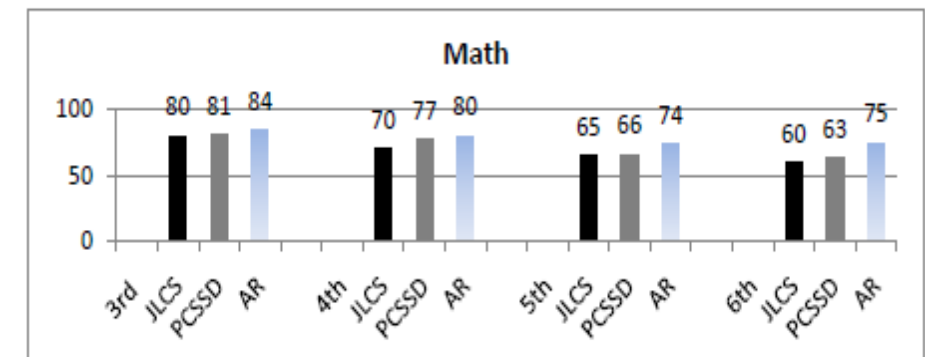 Math
100
80 81 84
70 77 80
65 66 74
60 63 75
50
0
3rd JLCS PCSSD AR 4th JLCS PCSSD AR 5th JLCS PCSSD AR 6th JLCS PCSSD AR